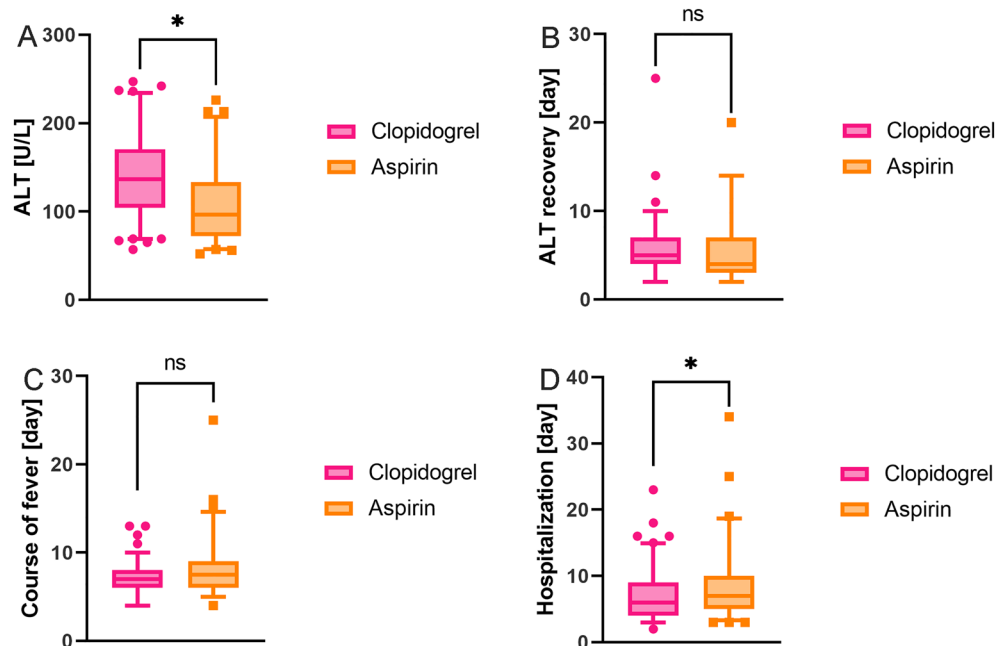 A
ALT [U/L]
300
200
100
0
*
Clopidogrel
Aspirin
B
ALT recovery [day]
30
20
10
0
ns
Clopidogrel
Aspirin
C
Course of fever [day]
30
20
10
0
ns
Clopidogrel
Aspirin
D
Hospitalization [day]
40
30
20
10
0
*
Clopidogrel
Aspirin